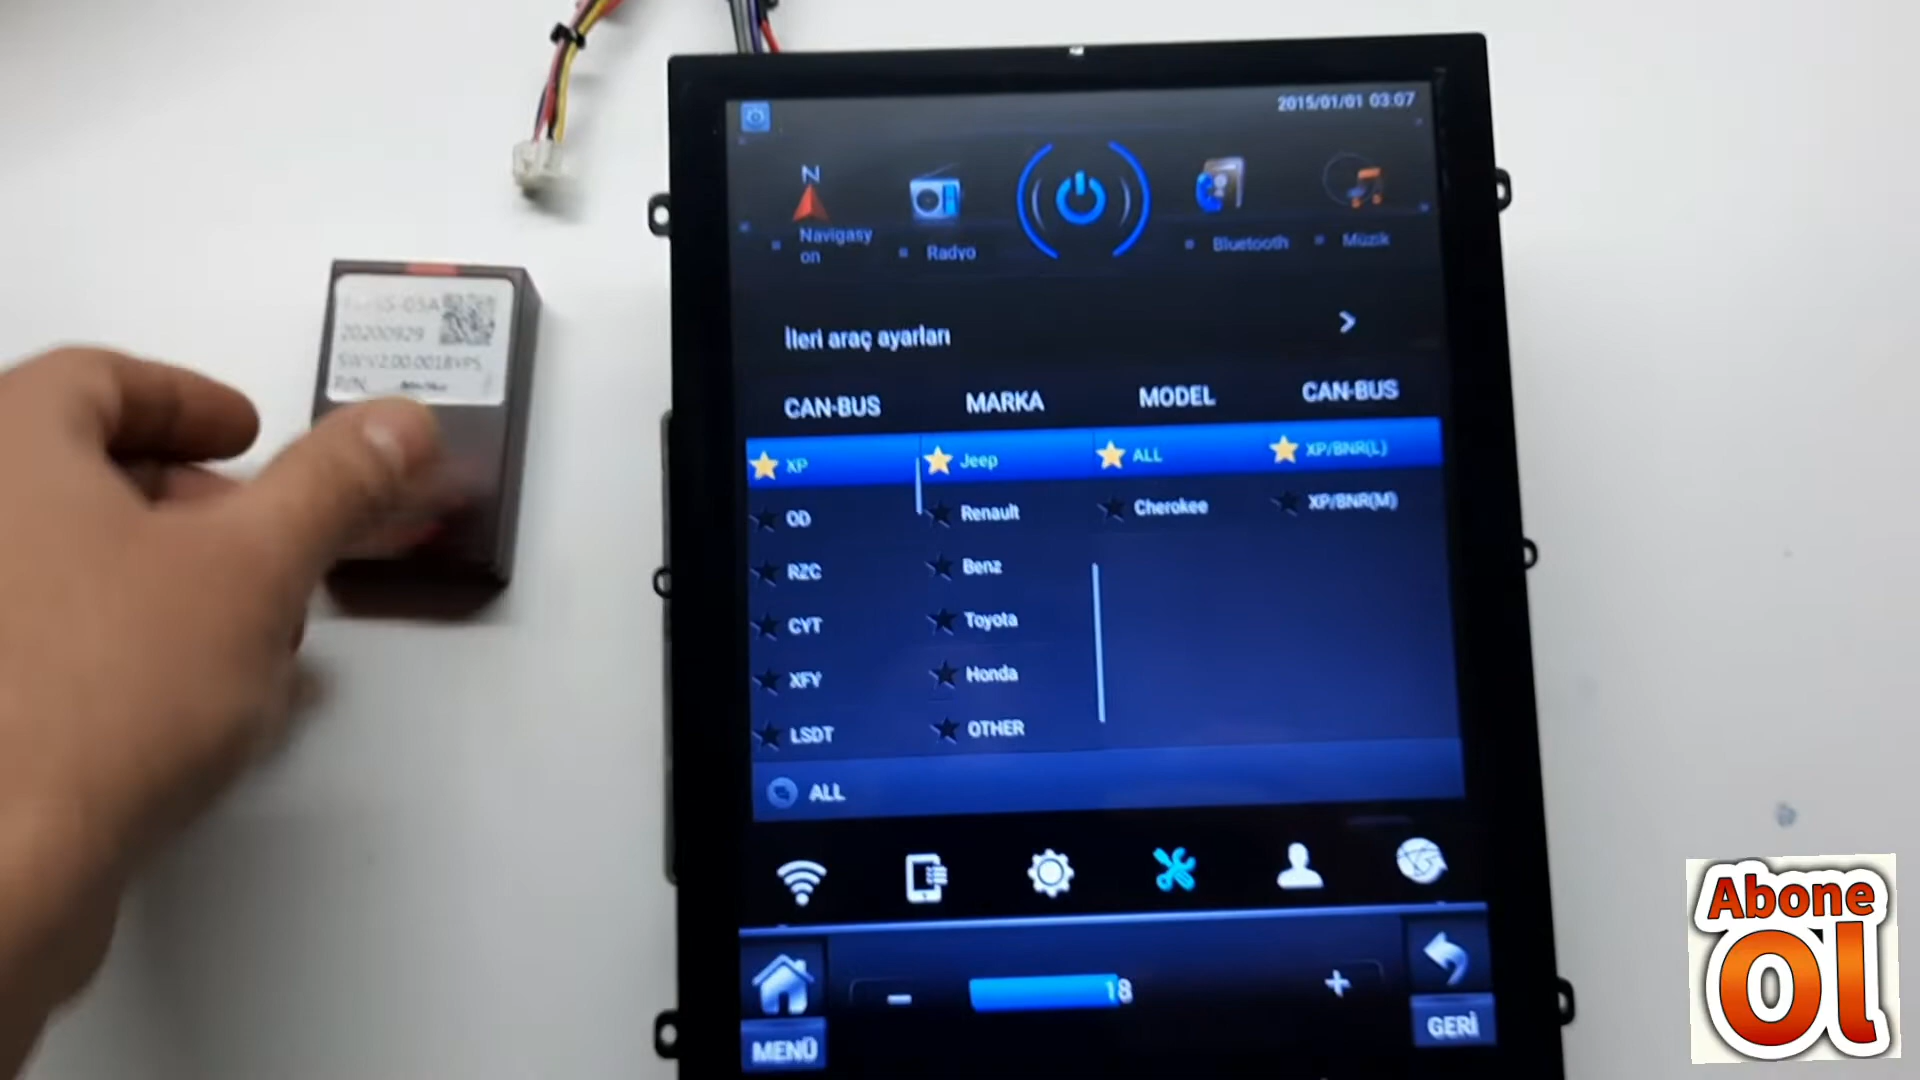 2015/01/01 03:07
N
Navigasy
on
Radyo
Bluetooth
Müzik
İleri araç ayarları
CAN-BUS MARKA MODEL CAN-BUS
XP Jeep ALL XP/BNR(L)
OD Renault Cherokee XP/BNR(M)
RZC Benz
CYT Toyota
XFY Honda
LSDT OTHER
ALL
18
MENÜ
GERİ
-05A
20200929
Abone
Ol